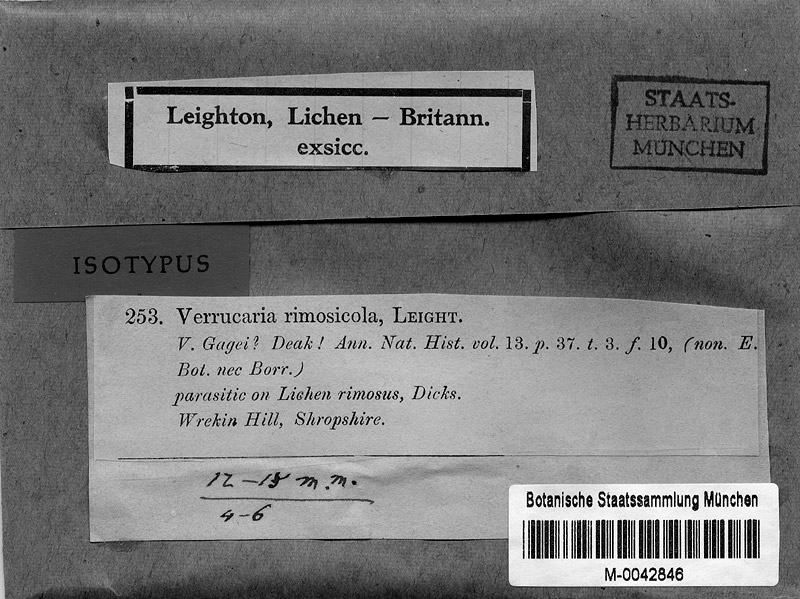 Leighton, Lichen – Britann.
exsicc.
STAATS-
HERBARIUM
MÜNCHEN
ISOTYPUS
253. Verrucaria rimosicola, LEIGHT.
V. Gagei? Deak! Ann. Nat. Hist. vol. 13. p. 37. t. 3. f. 10, (non. E.
Bot. nec Borr.)
parasitic on Lichen rimosus, Dicks.
Wrekin Hill, Shropshire.
12–15 m.m.
4–6
Botanische Staatssammlung München
M-0042846